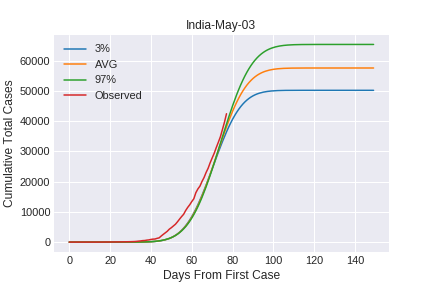 India-May-03
3%
AVG
97%
Observed
Cumulative Total Cases
60000
50000
40000
30000
20000
10000
0
0 20 40 60 80 100 120 140
Days From First Case